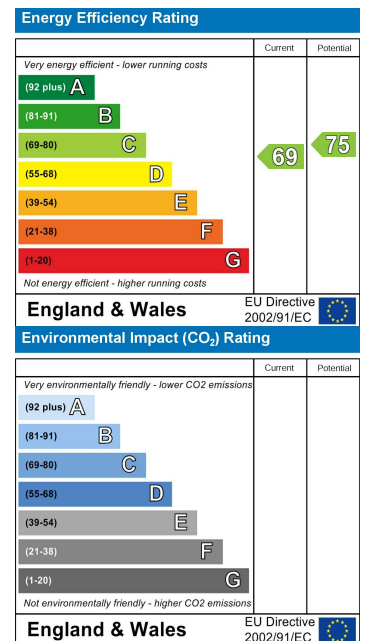 Energy Efficiency Rating
Current Potential
Very energy efficient - lower running costs
(92 plus) A
(81-91) B
(69-80) C
(55-68) D
(39-54) E
(21-38) F
(1-20) G
69 75
Not energy efficient - higher running costs
England & Wales
EU Directive
2002/91/EC
Environmental Impact (CO₂) Rating
Current Potential
Very environmentally friendly - lower CO2 emissions
(92 plus) A
(81-91) B
(69-80) C
(55-68) D
(39-54) E
(21-38) F
(1-20) G
Not environmentally friendly - higher CO2 emissions
England & Wales
EU Directive
2002/91/EC